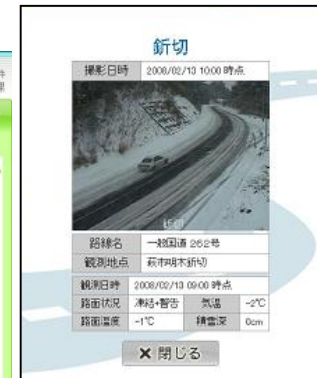 釿切
撮影日時 2008/02/13 10:00 時点
釿切
路線名 一般国道 262号
観測地点 萩市明木釿切
観測日時 2008/02/13 09:00 時点
路面状況 凍結+警告 気温 -2℃
路面温度 -1℃ 積雪深 0cm
✕ 閉じる